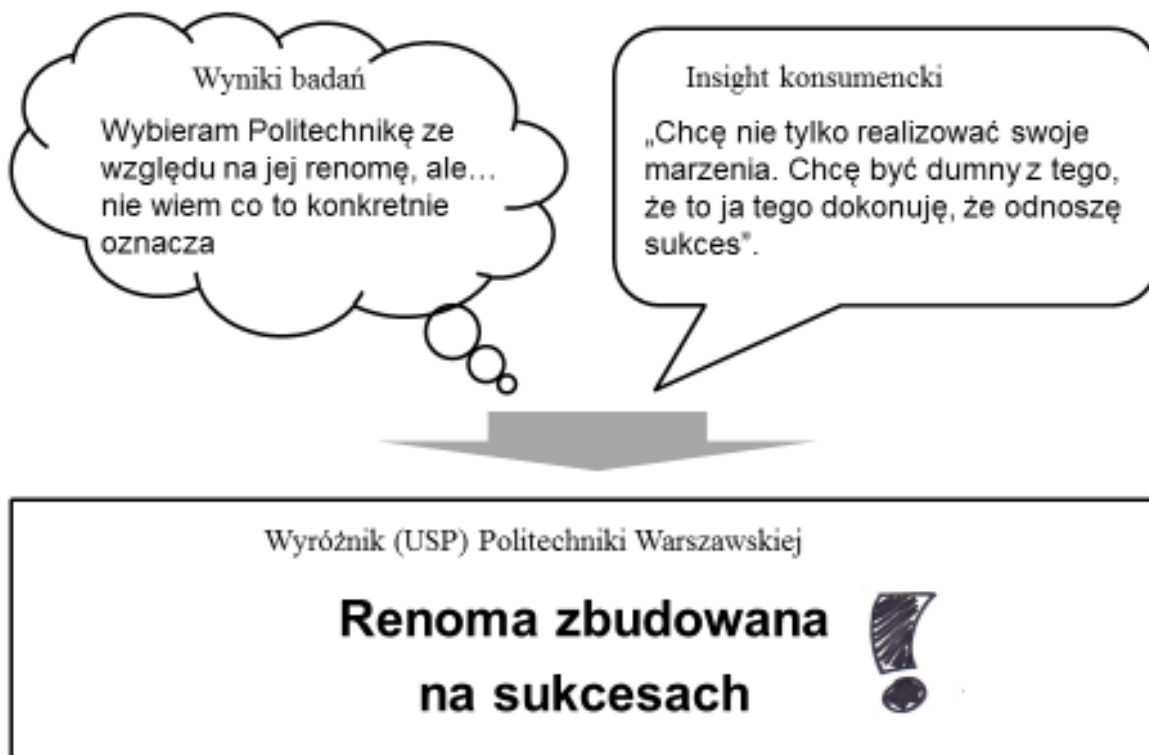 Wyniki badań
Wybieram Politechnikę ze
względu na jej renomę, ale…
nie wiem co to konkretnie
oznacza
Insight konsumencki
„Chcę nie tylko realizować swoje
marzenia. Chcę być dumny z tego,
że to ja tego dokonuję, że odnoszę
sukces”.
Wyróżnik (USP) Politechniki Warszawskiej
Renoma zbudowana
na sukcesach !